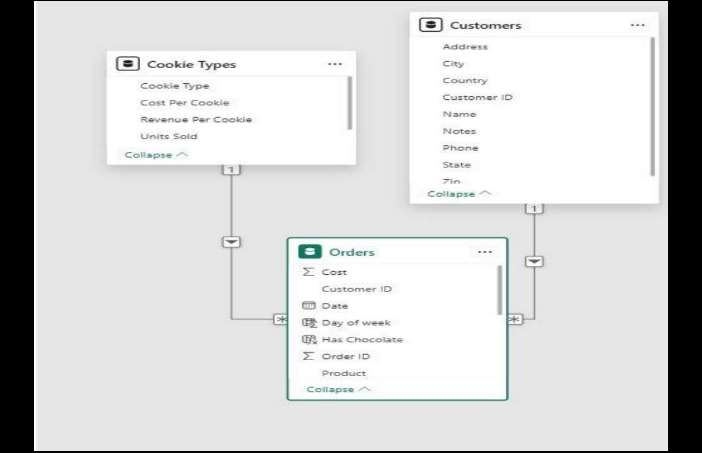 Cookie Types
Cookie Type
Cost Per Cookie
Revenue Per Cookie
Units Sold
Collapse
1
Customers
Address
City
Country
Customer ID
Name
Notes
Phone
State
Zip
Collapse
1
Orders
Σ Cost
Customer ID
Date
Day of week
Has Chocolate
Σ Order ID
Product
Collapse
*
*